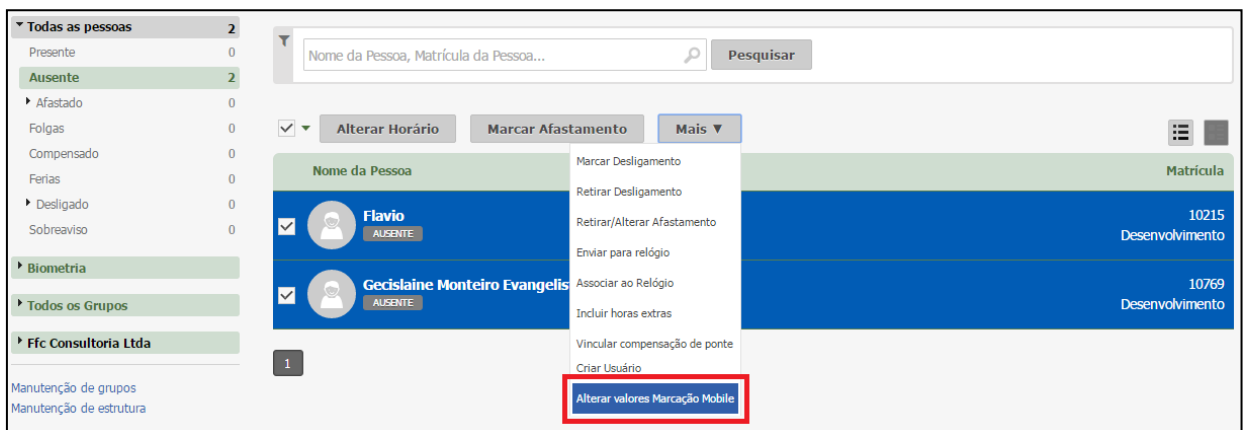 Todas as pessoas 2
Presente 0
Ausente 2
Afastado 0
Folgas 0
Compensado 0
Ferias 0
Desligado 0
Sobreaviso 0
Biometria
Todos os Grupos
Ffc Consultoria Ltda
Manutenção de grupos
Manutenção de estrutura
Nome da Pessoa, Matrícula da Pessoa... Pesquisar
Alterar Horário Marcar Afastamento Mais ▼
Marcar Desligamento
Retirar Desligamento
Retirar/Alterar Afastamento
Enviar para relógio
Associar ao Relógio
Incluir horas extras
Vincular compensação de ponte
Criar Usuário
Alterar valores Marcação Mobile
Nome da Pessoa Matrícula
Flavio 10215
AUSENTE Desenvolvimento
Gecislaine Monteiro Evangelis 10769
AUSENTE Desenvolvimento
1